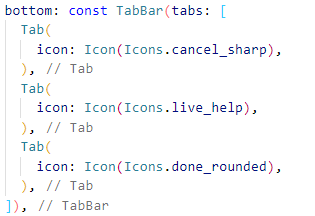 bottom: const TabBar(tabs: [
  Tab(
    icon: Icon(Icons.cancel_sharp),
  ), // Tab
  Tab(
    icon: Icon(Icons.live_help),
  ), // Tab
  Tab(
    icon: Icon(Icons.done_rounded),
  ), // Tab
]), // TabBar